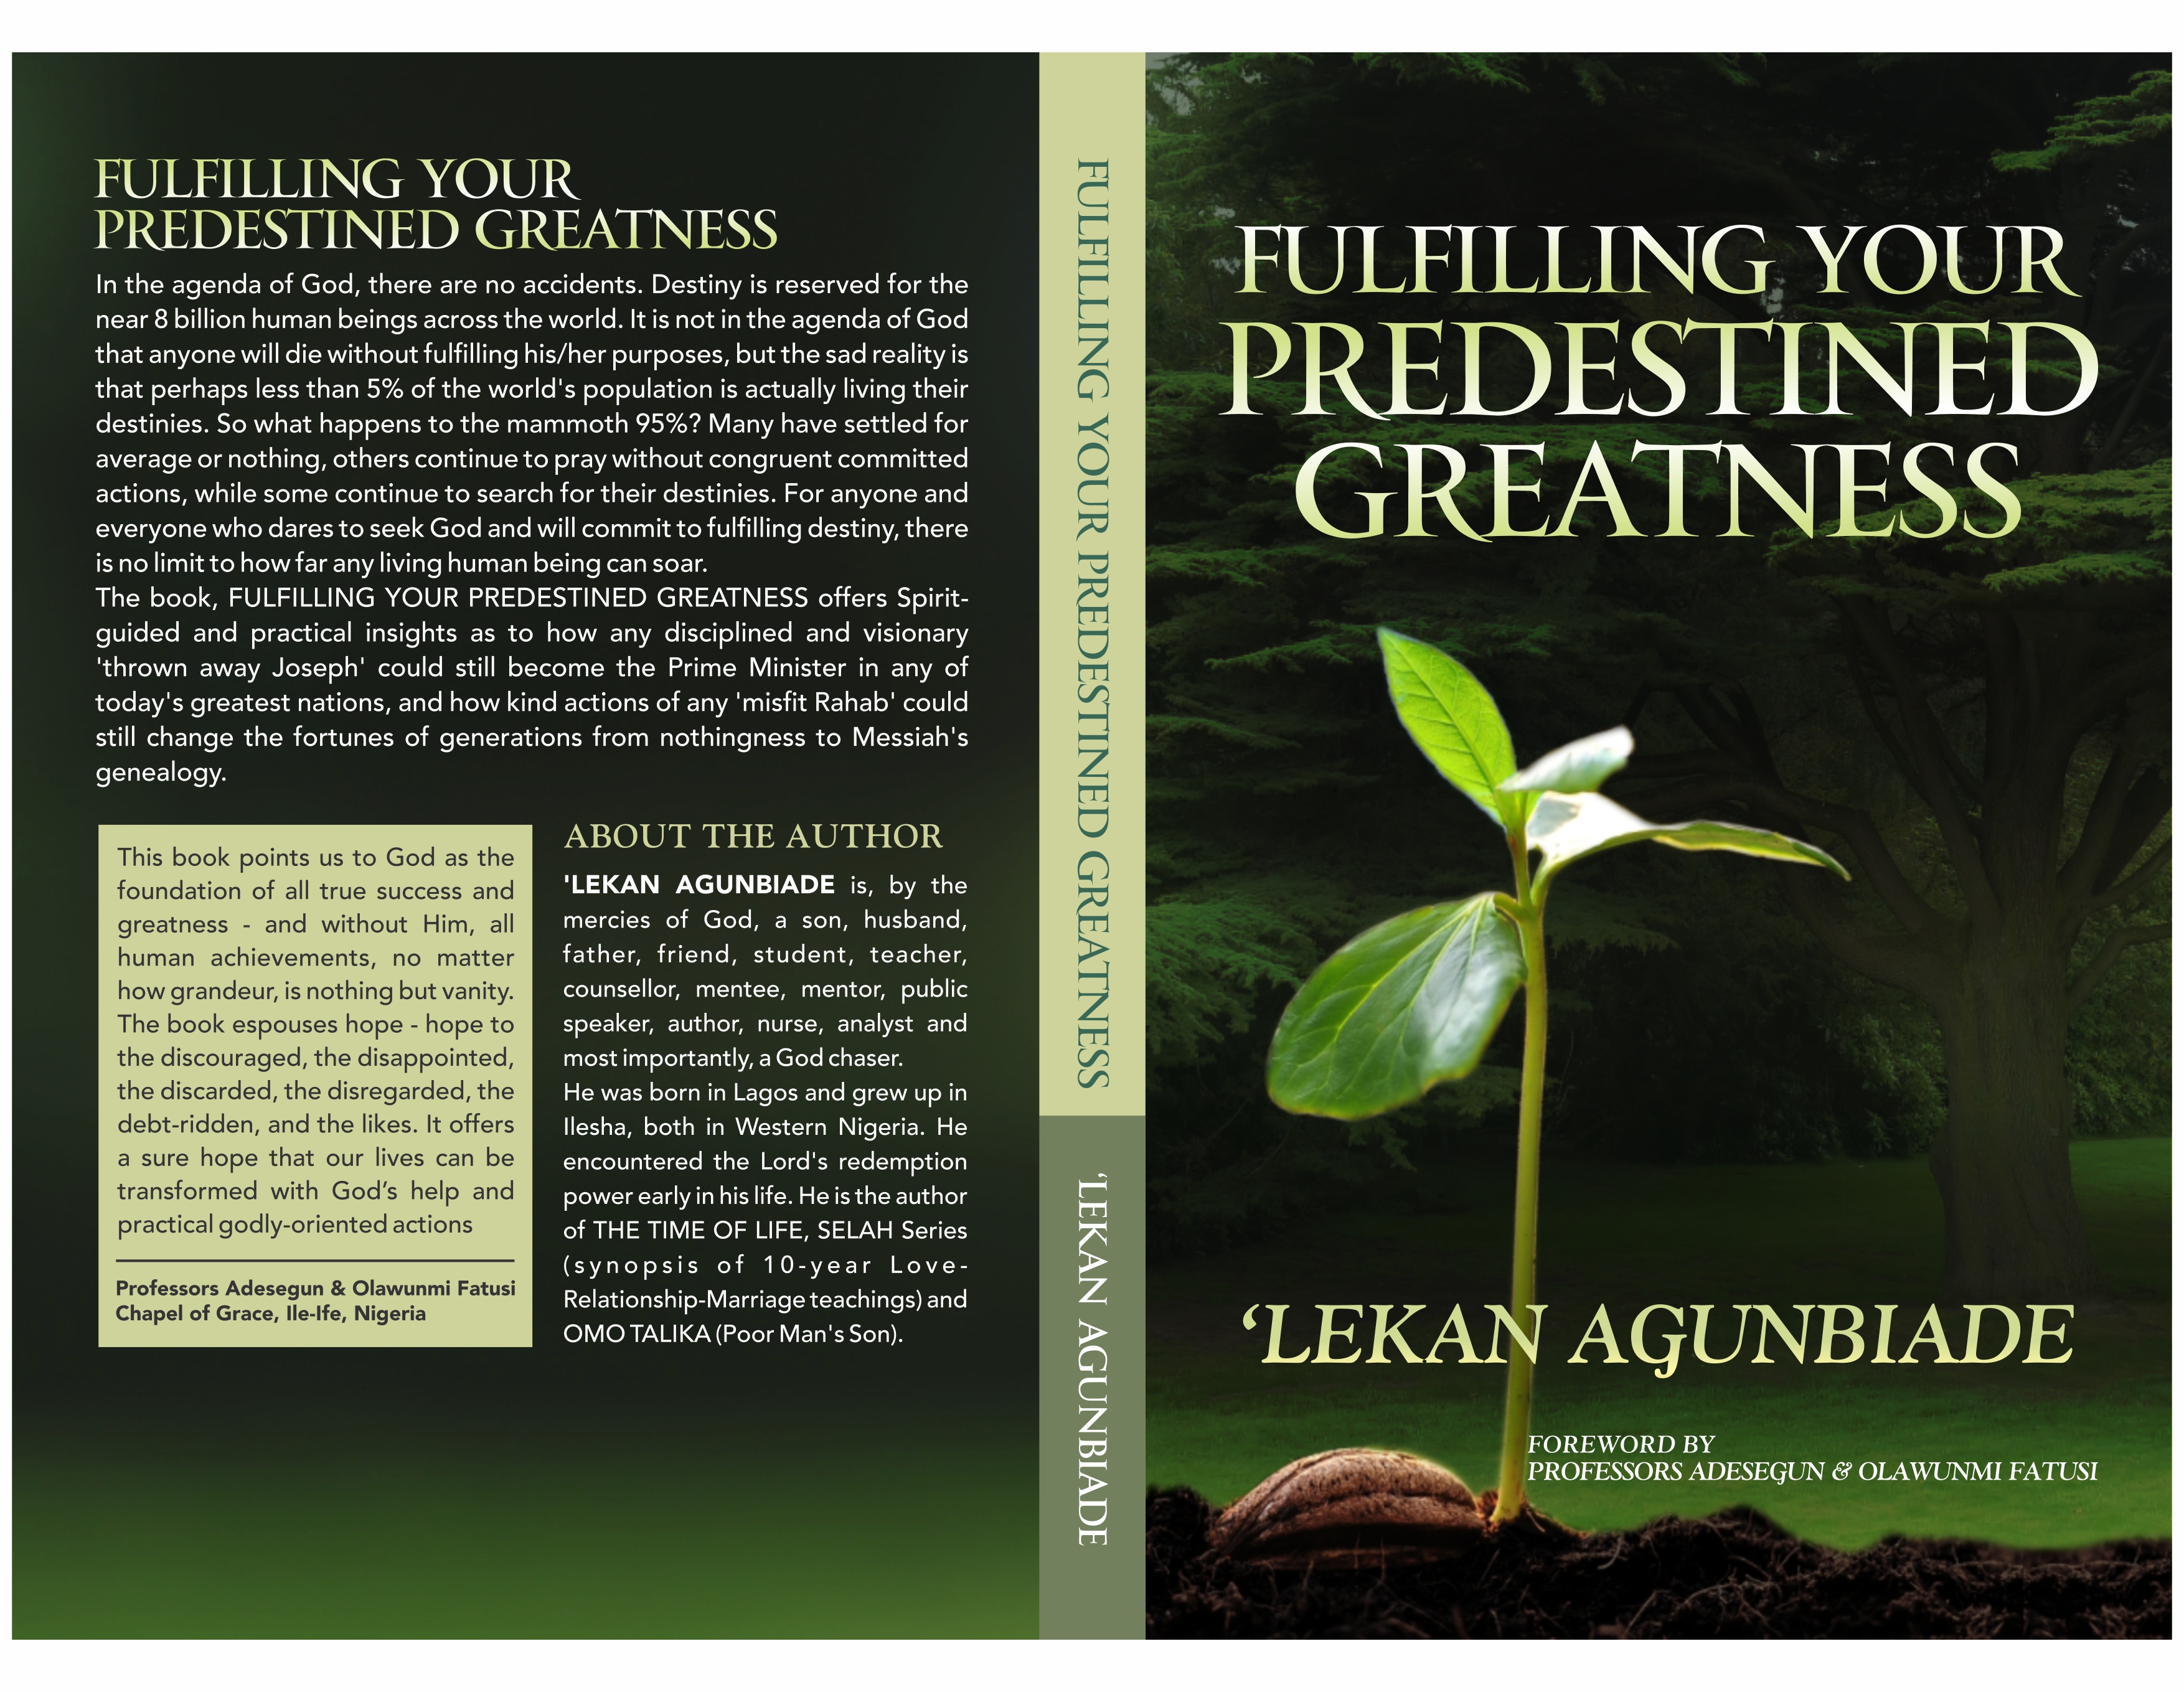 FULFILLING YOUR
PREDESTINED GREATNESS
In the agenda of God, there are no accidents. Destiny is reserved for the
near 8 billion human beings across the world. It is not in the agenda of God
that anyone will die without fulfilling his/her purposes, but the sad reality is
that perhaps less than 5% of the world's population is actually living their
destinies. So what happens to the mammoth 95%? Many have settled for
average or nothing, others continue to pray without congruent committed
actions, while some continue to search for their destinies. For anyone and
everyone who dares to seek God and will commit to fulfilling destiny, there
is no limit to how far any living human being can soar.
The book, FULFILLING YOUR PREDESTINED GREATNESS offers Spirit-
guided and practical insights as to how any disciplined and visionary
'thrown away Joseph' could still become the Prime Minister in any of
today's greatest nations, and how kind actions of any 'misfit Rahab' could
still change the fortunes of generations from nothingness to Messiah's
genealogy.
This book points us to God as the
foundation of all true success and
greatness - and without Him, all
human achievements, no matter
how grandeur, is nothing but vanity.
The book espouses hope - hope to
the discouraged, the disappointed,
the discarded, the disregarded, the
debt-ridden, and the likes. It offers
a sure hope that our lives can be
transformed with God’s help and
practical godly-oriented actions
Professors Adesegun & Olawunmi Fatusi
Chapel of Grace, Ile-Ife, Nigeria
ABOUT THE AUTHOR
'LEKAN AGUNBIADE is, by the
mercies of God, a son, husband,
father, friend, student, teacher,
counsellor, mentee, mentor, public
speaker, author, nurse, analyst and
most importantly, a God chaser.
He was born in Lagos and grew up in
Ilesha, both in Western Nigeria. He
encountered the Lord's redemption
power early in his life. He is the author
of THE TIME OF LIFE, SELAH Series
(synopsis of 10-year Love-
Relationship-Marriage teachings) and
OMO TALIKA (Poor Man's Son).
FULFILLING YOUR PREDESTINED GREATNESS
‘LEKAN AGUNBIADE
FULFILLING YOUR
PREDESTINED
GREATNESS
‘LEKAN AGUNBIADE
FOREWORD BY
PROFESSORS ADESEGUN & OLAWUNMI FATUSI